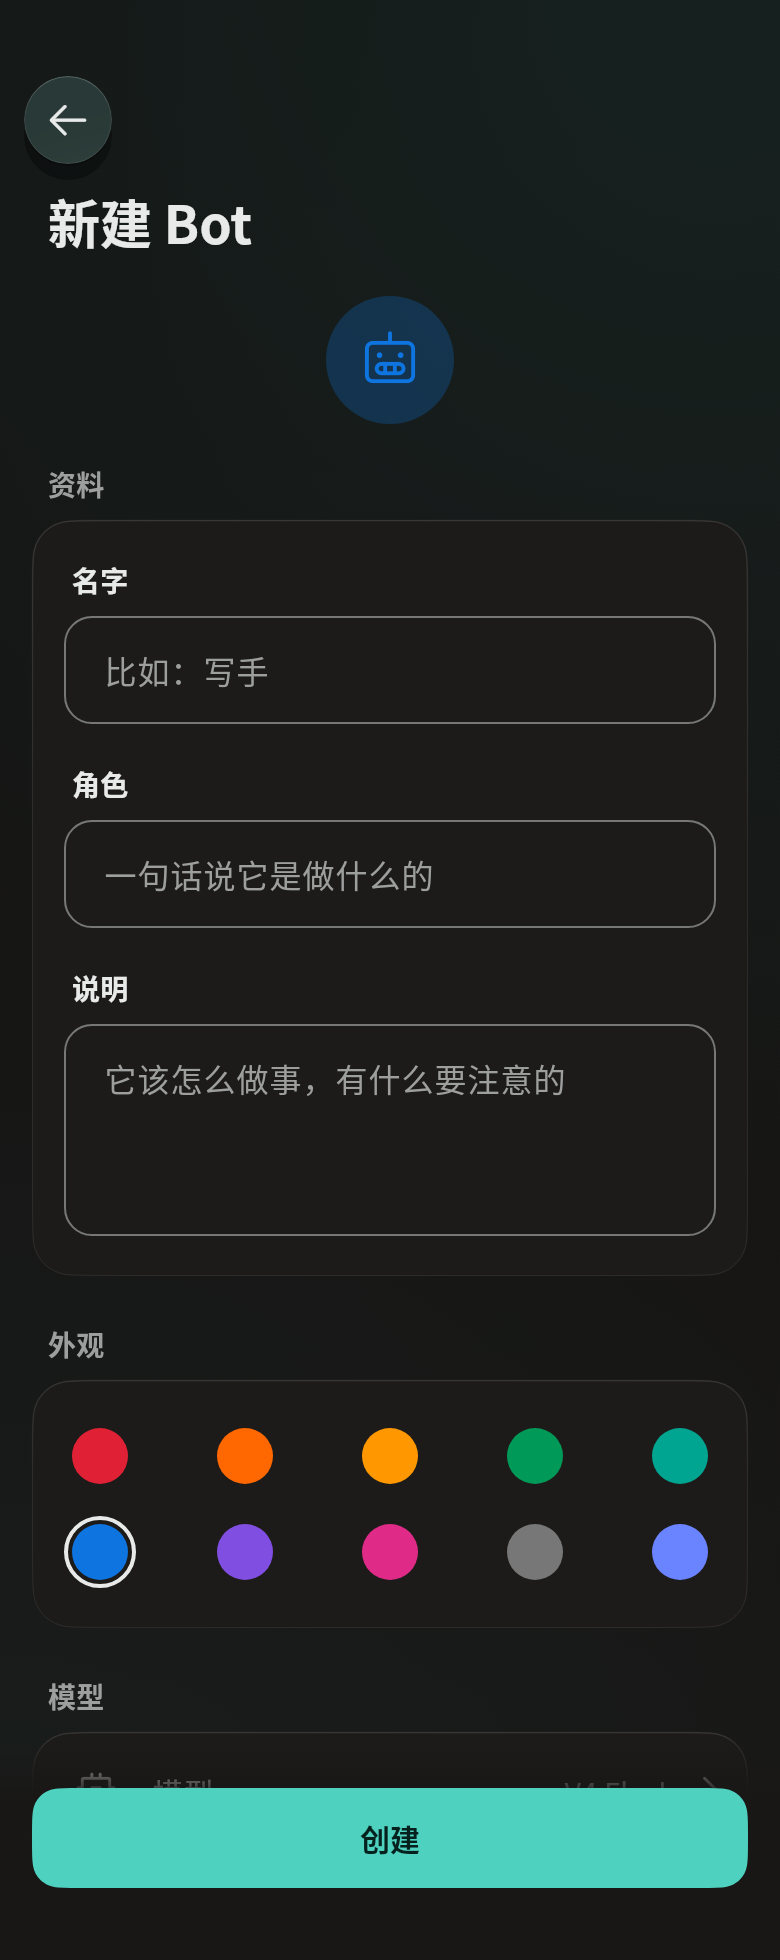 新建 Bot
资料
名字
比如：写手
角色
一句话说它是做什么的
说明
它该怎么做事，有什么要注意的
外观
模型
模型
创建